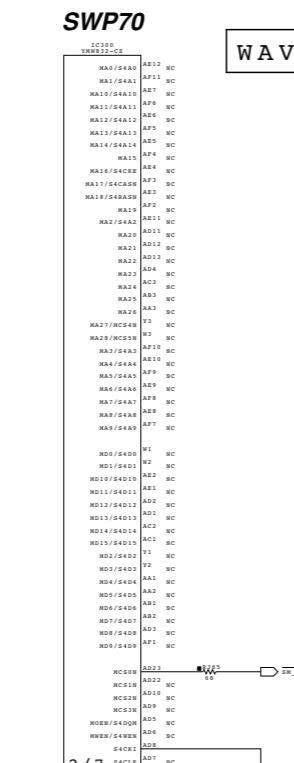 SWP70
WAV
IC300
YMW832-CZ
MA0/S4A0 AE12 NC
MA1/S4A1 AF11 NC
MA10/S4A10 AE7 NC
MA11/S4A11 AF6 NC
MA12/S4A12 AE6 NC
MA13/S4A13 AF5 NC
MA14/S4A14 AE5 NC
MA15 AF4 NC
MA16/S4CKE AE4 NC
MA17/S4CASN AF3 NC
MA18/S4RASN AE3 NC
MA19 AF2 NC
MA2/S4A2 AE11 NC
MA20 AD11 NC
MA21 AD12 NC
MA22 AD13 NC
MA23 AD4 NC
MA24 AC3 NC
MA25 AB3 NC
MA26 AA3 NC
MA27/MCS4N Y3 NC
MA28/MCS5N W3 NC
MA3/S4A3 AF10 NC
MA4/S4A4 AE10 NC
MA5/S4A5 AF9 NC
MA6/S4A6 AE9 NC
MA7/S4A7 AF8 NC
MA8/S4A8 AE8 NC
MA9/S4A9 AF7 NC
MD0/S4D0 W1 NC
MD1/S4D1 W2 NC
MD10/S4D10 AE2 NC
MD11/S4D11 AE1 NC
MD12/S4D12 AD2 NC
MD13/S4D13 AD1 NC
MD14/S4D14 AC2 NC
MD15/S4D15 AC1 NC
MD2/S4D2 Y1 NC
MD3/S4D3 Y2 NC
MD4/S4D4 AA1 NC
MD5/S4D5 AA2 NC
MD6/S4D6 AB1 NC
MD7/S4D7 AB2 NC
MD8/S4D8 AD3 NC
MD9/S4D9 AF1 NC
MCS0N AD23 R365 68 SM_
MCS1N AD22 NC
MCS2N AD10 NC
MCS3N AD9 NC
MOEN/S4DQM AD5 NC
MWEN/S4WEN AD6 NC
S4CKI AD8
2/7 S4CLK AD7 NC